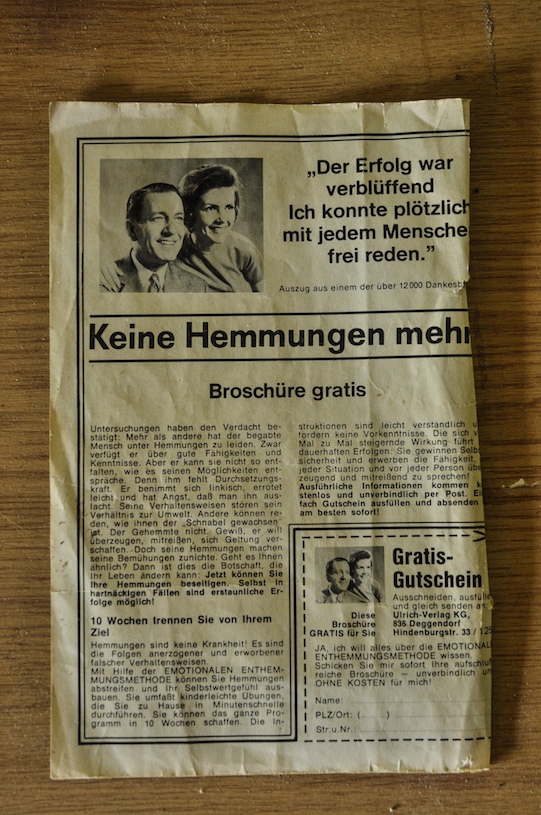 „Der Erfolg war
verblüffend
Ich konnte plötzlich
mit jedem Mensche
frei reden.”
Auszug aus einem der über 12000 Dankesb
Keine Hemmungen mehr
Broschüre gratis
Untersuchungen haben den Verdacht be-
stätigt: Mehr als andere hat der begabte
Mensch unter Hemmungen zu leiden. Zwar
verfügt er über gute Fähigkeiten und
Kenntnisse. Aber er kann sie nicht so ent-
falten, wie es seinen Möglichkeiten ent-
spräche. Denn ihm fehlt Durchsetzungs-
kraft. Er benimmt sich linkisch, errötet
leicht und hat Angst, daß man ihn aus-
lacht. Seine Verhaltensweisen stören sein
Verhältnis zur Umwelt. Andere können re-
den, wie ihnen der „Schnabel gewachsen”
ist. Der Gehemmte nicht. Gewiß, er will
überzeugen, mitreißen, sich Geltung ver-
schaffen. Doch seine Hemmungen machen
seine Bemühungen zunichte. Geht es Ihnen
ähnlich? Dann ist dies die Botschaft, die
Ihr Leben ändern kann: Jetzt können Sie
Ihre Hemmungen beseitigen. Selbst in
hartnäckigen Fällen sind erstaunliche Er-
folge möglich!
10 Wochen trennen Sie von Ihrem
Ziel
Hemmungen sind keine Krankheit! Es sind
die Folgen anerzogener und erworbener
falscher Verhaltensweisen.
Mit Hilfe der EMOTIONALEN ENTHEM-
MUNGSMETHODE können Sie Hemmungen
abstreifen und Ihr Selbstwertgefühl aus-
bauen. Sie umfaßt kinderleichte Übungen,
die Sie zu Hause in Minutenschnelle
durchführen. Sie können das ganze Pro-
gramm in 10 Wochen schaffen. Die In-
struktionen sind leicht verständlich u
fordern keine Vorkenntnisse. Die sich v
Mal zu Mal steigernde Wirkung führt
dauerhaften Erfolgen: Sie gewinnen Selb
sicherheit und erwerben die Fähigkeit,
jeder Situation und vor jeder Person übe
zeugend und mitreißend zu sprechen!
Ausführliche Informationen kommen k
stenlos und unverbindlich per Post. Ei
fach Gutschein ausfüllen und absenden
am besten sofort!
Gratis-
Gutschein
Diese
Broschüre
GRATIS für Sie
Ausschneiden, ausfülle
und gleich senden an
Ulrich-Verlag KG,
836 Deggendorf
Hindenburgstr. 33 / 125
JA, ich will alles über die EMOTIONAL
ENTHEMMUNGSMETHODE wissen.
Schicken Sie mir sofort Ihre aufschlu
reiche Broschüre – unverbindlich un
OHNE KOSTEN für mich!
Name:
PLZ/Ort: ( )
Str.u.Nr.: